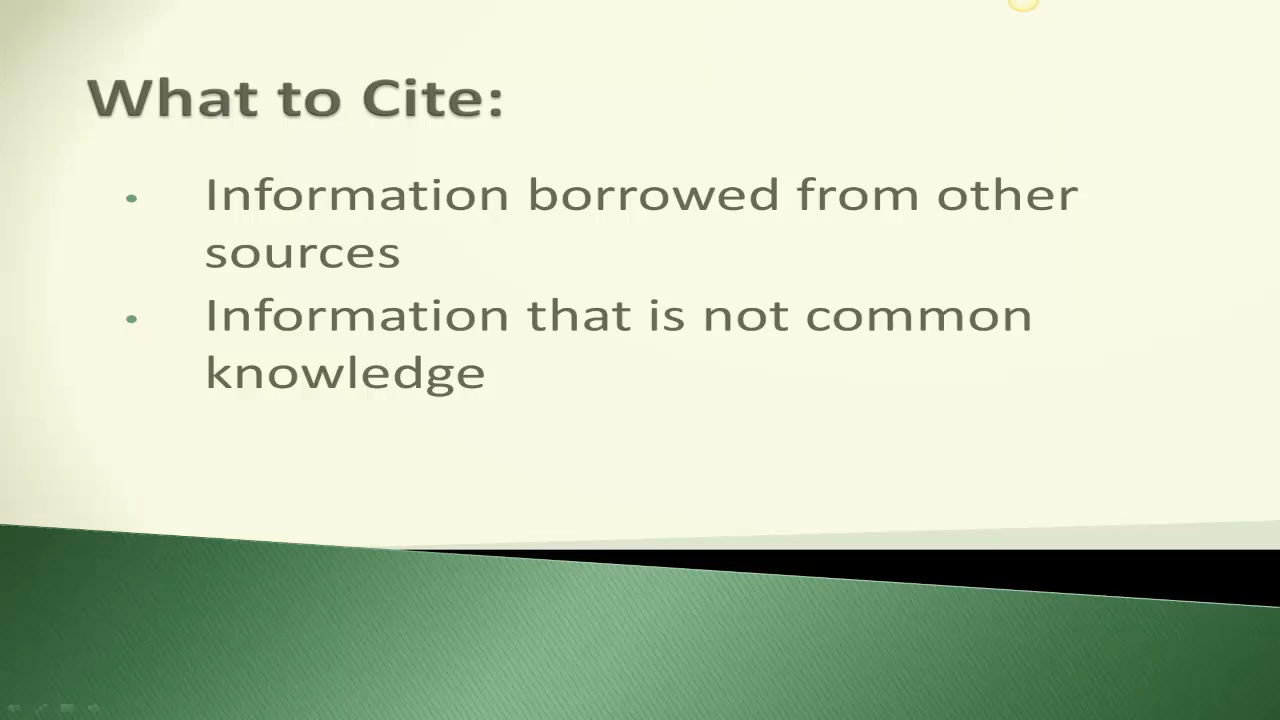 What to Cite:
• Information borrowed from other
sources
• Information that is not common
knowledge